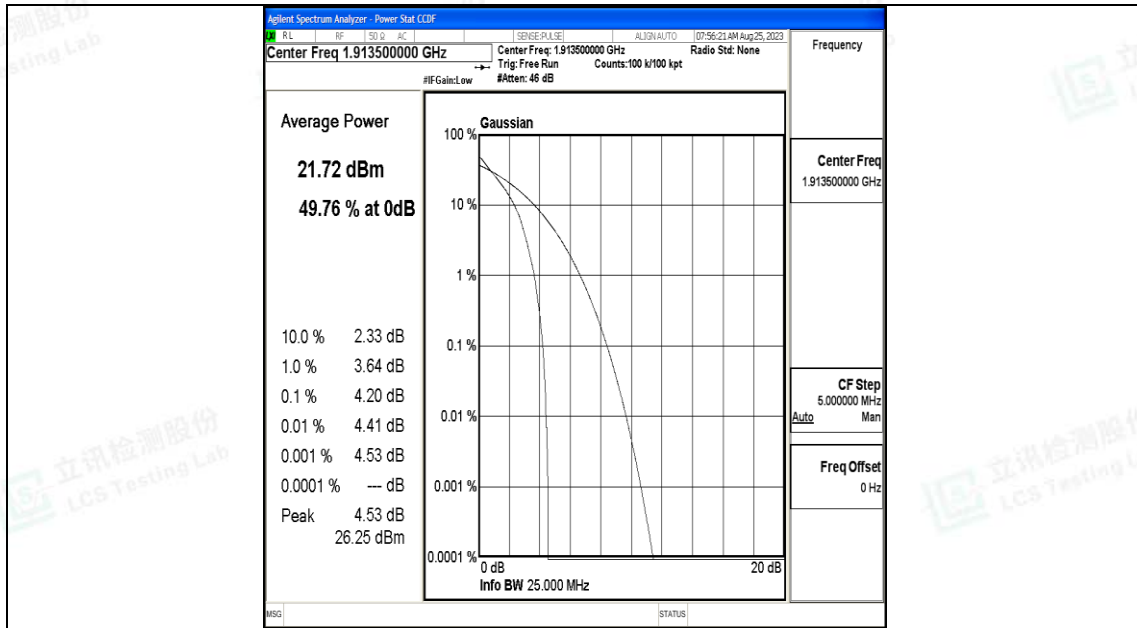 Agilent Spectrum Analyzer - Power Stat CCDF
RL RF 50 Ω AC SENSE:PULSE ALIGNAUTO 07:56:21 AM Aug 25, 2023
Center Freq 1.913500000 GHz
Center Freq: 1.913500000 GHz Radio Std: None
Trig: Free Run Counts:100 k/100 kpt
#IFGain:Low #Atten: 46 dB
Frequency
Average Power
21.72 dBm
49.76 % at 0dB
10.0 % 2.33 dB
1.0 % 3.64 dB
0.1 % 4.20 dB
0.01 % 4.41 dB
0.001 % 4.53 dB
0.0001 % --- dB
Peak 4.53 dB
26.25 dBm
Gaussian
100 %
10 %
1 %
0.1 %
0.01 %
0.001 %
0.0001 %
0 dB 20 dB
Info BW 25.000 MHz
Center Freq
1.913500000 GHz
CF Step
5.000000 MHz
Auto Man
Freq Offset
0 Hz
MSG STATUS
立讯检测股份
LCS Testing Lab
立讯检测股份
LCS Testing L